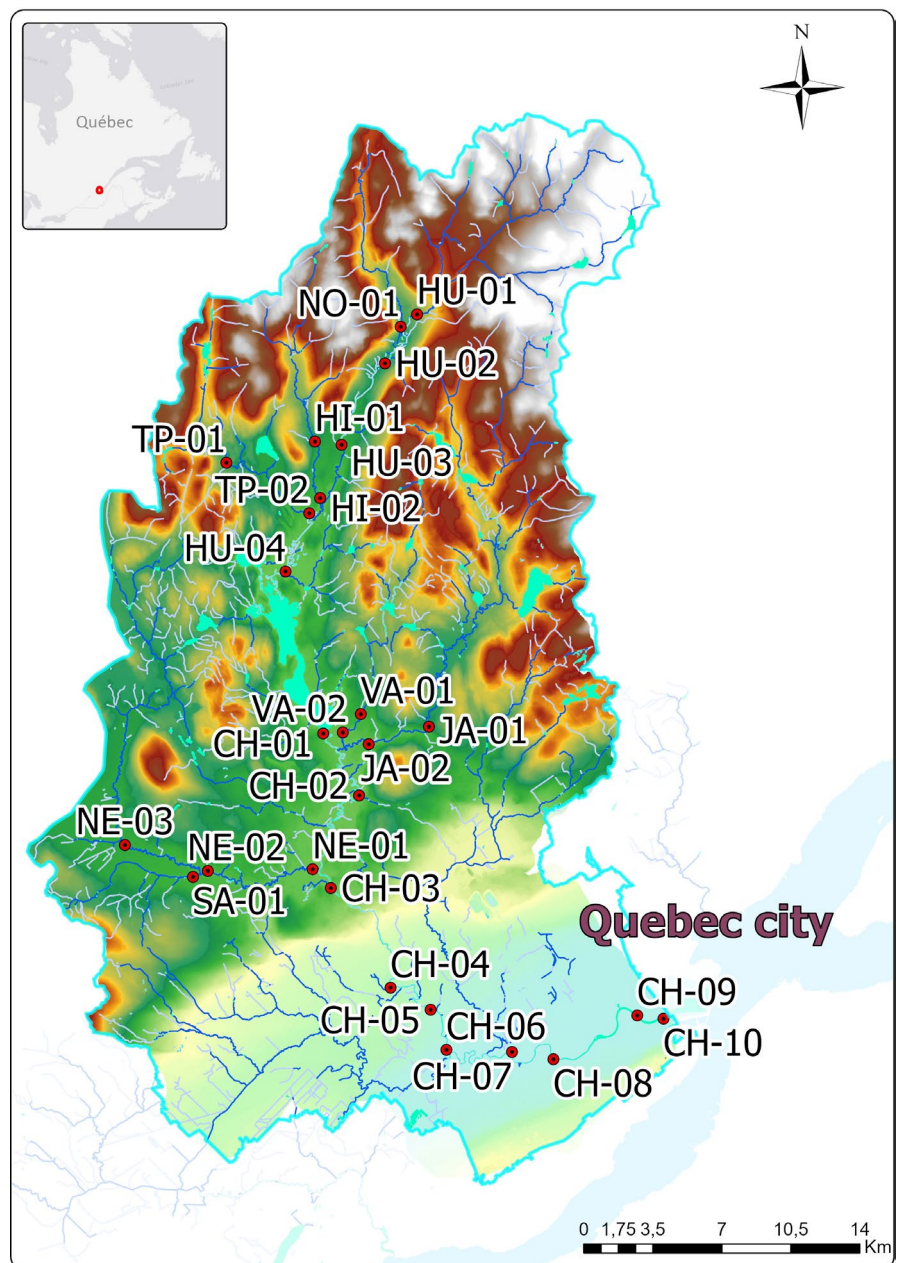 N
Québec
HU-01
NO-01
HU-02
HI-01
TP-01
HU-03
TP-02
HI-02
HU-04
VA-01
VA-02
JA-01
CH-01
JA-02
CH-02
NE-03
NE-02
NE-01
SA-01
CH-03
Quebec city
CH-04
CH-09
CH-05
CH-06
CH-10
CH-07
CH-08
0 1,75 3,5 7 10,5 14
Km